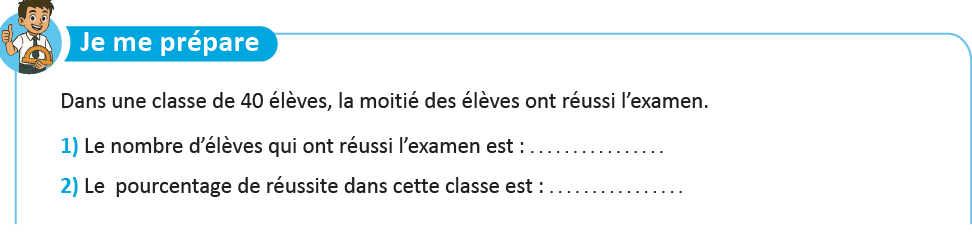 Je me prépare
Dans une classe de 40 élèves, la moitié des élèves ont réussi l’examen.
1) Le nombre d’élèves qui ont réussi l’examen est : . . . . . . . . . . . . . . . .
2) Le  pourcentage de réussite dans cette classe est : . . . . . . . . . . . . . . . .